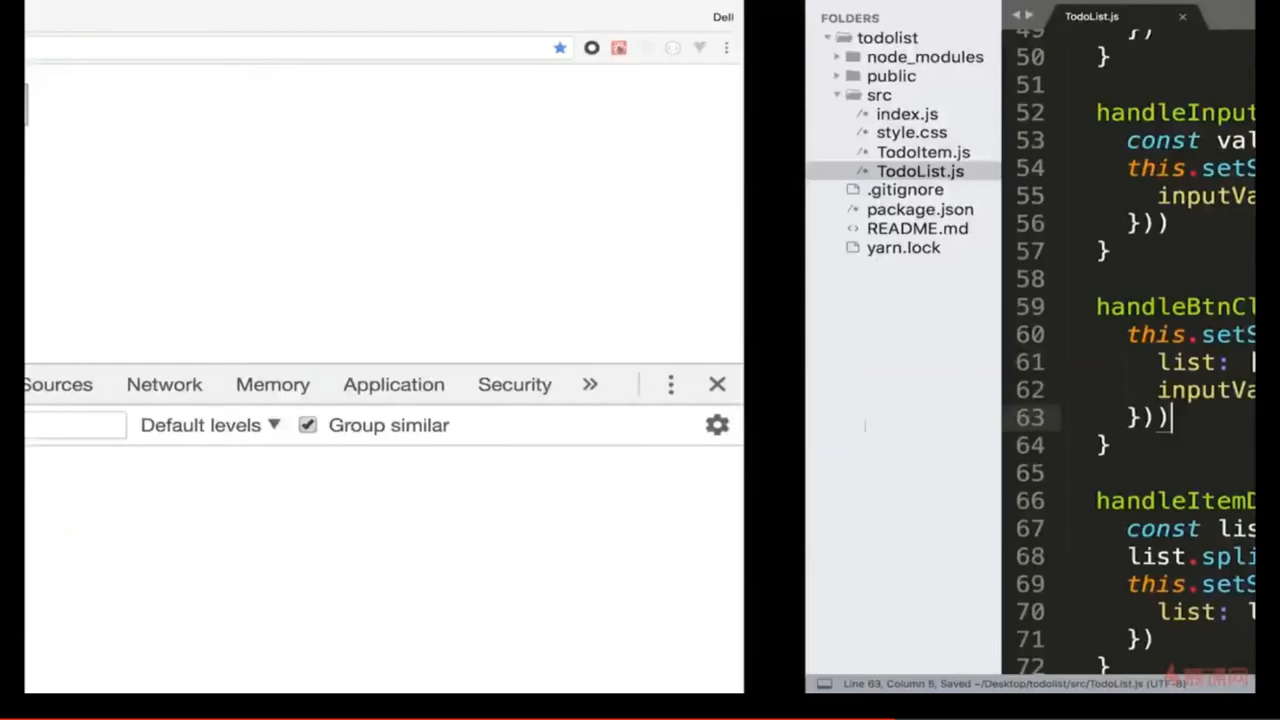 Dell
Sources Network Memory Application Security »
Default levels ▼ Group similar
FOLDERS
todolist
node_modules
public
src
index.js
style.css
TodoItem.js
TodoList.js
.gitignore
package.json
README.md
yarn.lock
TodoList.js ×
49 })
50 }
51
52 handleInput
53 const val
54 this.setS
55 inputVa
56 }))
57 }
58
59 handleBtnCl
60 this.setS
61 list: [
62 inputVa
63 }))
64 }
65
66 handleItemD
67 const lis
68 list.spli
69 this.setS
70 list: l
71 })
72 }
Line 63, Column 5, Saved ~/Desktop/todolist/src/TodoList.js (UTF-8)
慕课网